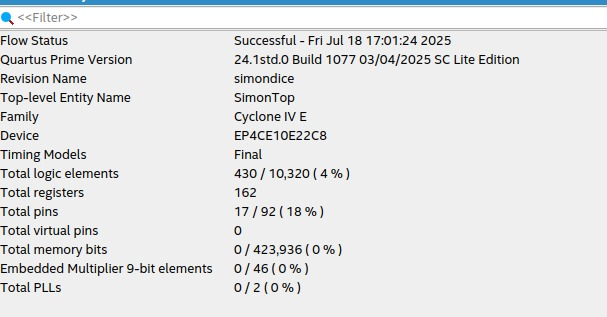 <<Filter>>
Flow Status Successful - Fri Jul 18 17:01:24 2025
Quartus Prime Version 24.1std.0 Build 1077 03/04/2025 SC Lite Edition
Revision Name simondice
Top-level Entity Name SimonTop
Family Cyclone IV E
Device EP4CE10E22C8
Timing Models Final
Total logic elements 430 / 10,320 ( 4 % )
Total registers 162
Total pins 17 / 92 ( 18 % )
Total virtual pins 0
Total memory bits 0 / 423,936 ( 0 % )
Embedded Multiplier 9-bit elements 0 / 46 ( 0 % )
Total PLLs 0 / 2 ( 0 % )